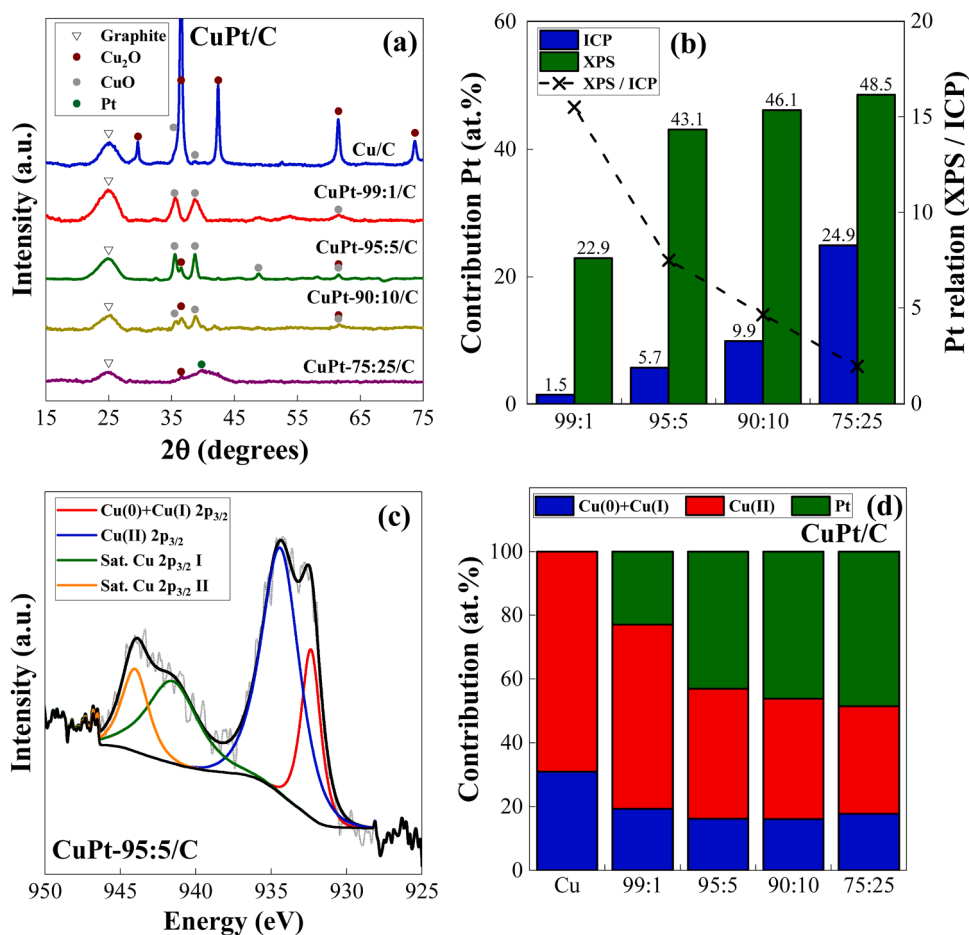 CuPt/C
(a)
Graphite
Cu₂O
CuO
Pt
Cu/C
CuPt-99:1/C
CuPt-95:5/C
CuPt-90:10/C
CuPt-75:25/C
Intensity (a.u.)
15 25 35 45 55 65 75
2θ (degrees)
(b)
ICP
XPS
XPS / ICP
Contribution Pt (at.%)
60
40
20
0
20
15
10
5
0
Pt relation (XPS / ICP)
1.5
22.9
5.7
43.1
9.9
46.1
24.9
48.5
99:1 95:5 90:10 75:25
(c)
Cu(0)+Cu(I) 2p₃/₂
Cu(II) 2p₃/₂
Sat. Cu 2p₃/₂ I
Sat. Cu 2p₃/₂ II
Intensity (a.u.)
CuPt-95:5/C
950 945 940 935 930 925
Energy (eV)
(d)
Cu(0)+Cu(I) Cu(II) Pt
CuPt/C
Contribution (at.%)
100
80
60
40
20
0
Cu 99:1 95:5 90:10 75:25